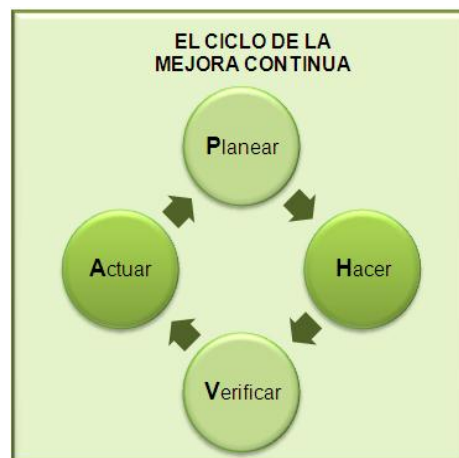 EL CICLO DE LA
MEJORA CONTINUA
Planear
Actuar
Hacer
Verificar